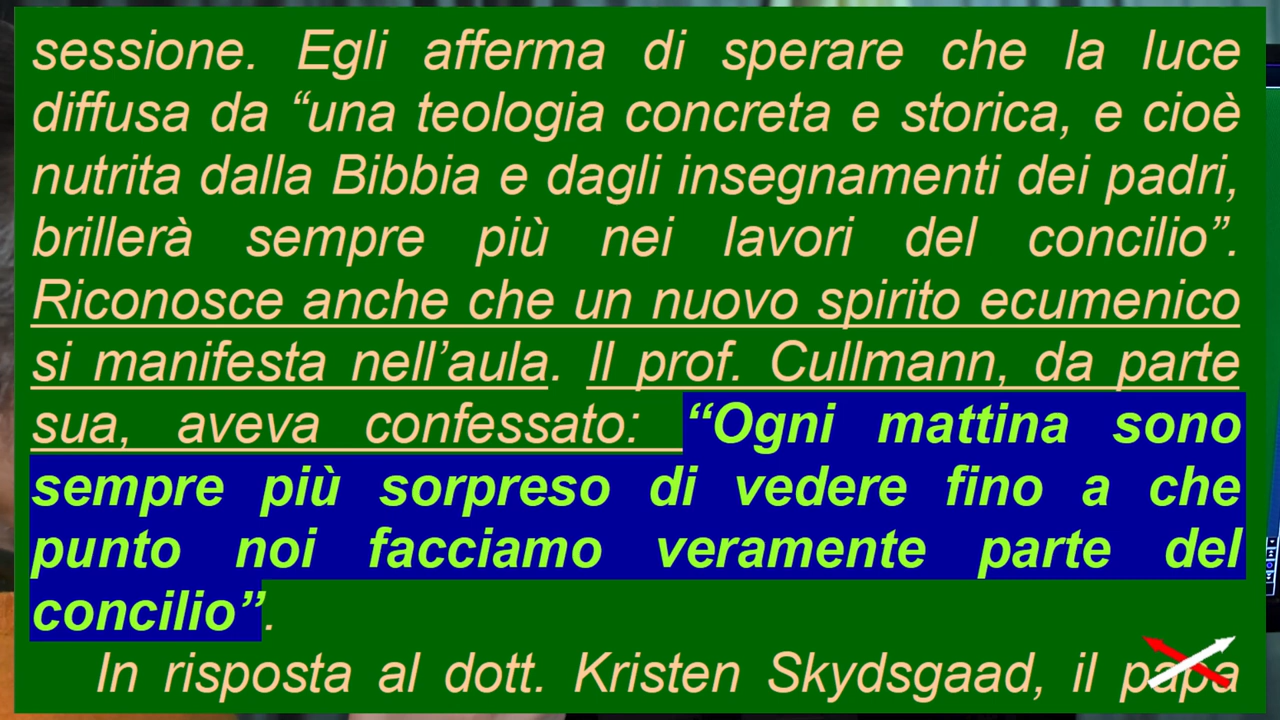 sessione. Egli afferma di sperare che la luce
diffusa da “una teologia concreta e storica, e cioè
nutrita dalla Bibbia e dagli insegnamenti dei padri,
brillerà sempre più nei lavori del concilio”.
Riconosce anche che un nuovo spirito ecumenico
si manifesta nell’aula. Il prof. Cullmann, da parte
sua, aveva confessato: “Ogni mattina sono
sempre più sorpreso di vedere fino a che
punto noi facciamo veramente parte del
concilio”.
In risposta al dott. Kristen Skydsgaad, il papa